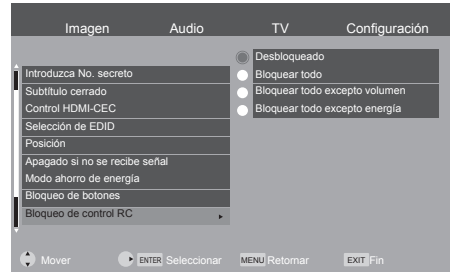 Imagen Audio TV Configuración
Desbloqueado
Introduzca No. secreto Bloquear todo
Subtítulo cerrado Bloquear todo excepto volumen
Control HDMI-CEC Bloquear todo excepto energía
Selección de EDID
Posición
Apagado si no se recibe señal
Modo ahorro de energía
Bloqueo de botones
Bloqueo de control RC
Mover ENTER Seleccionar MENU Retornar EXIT Fin